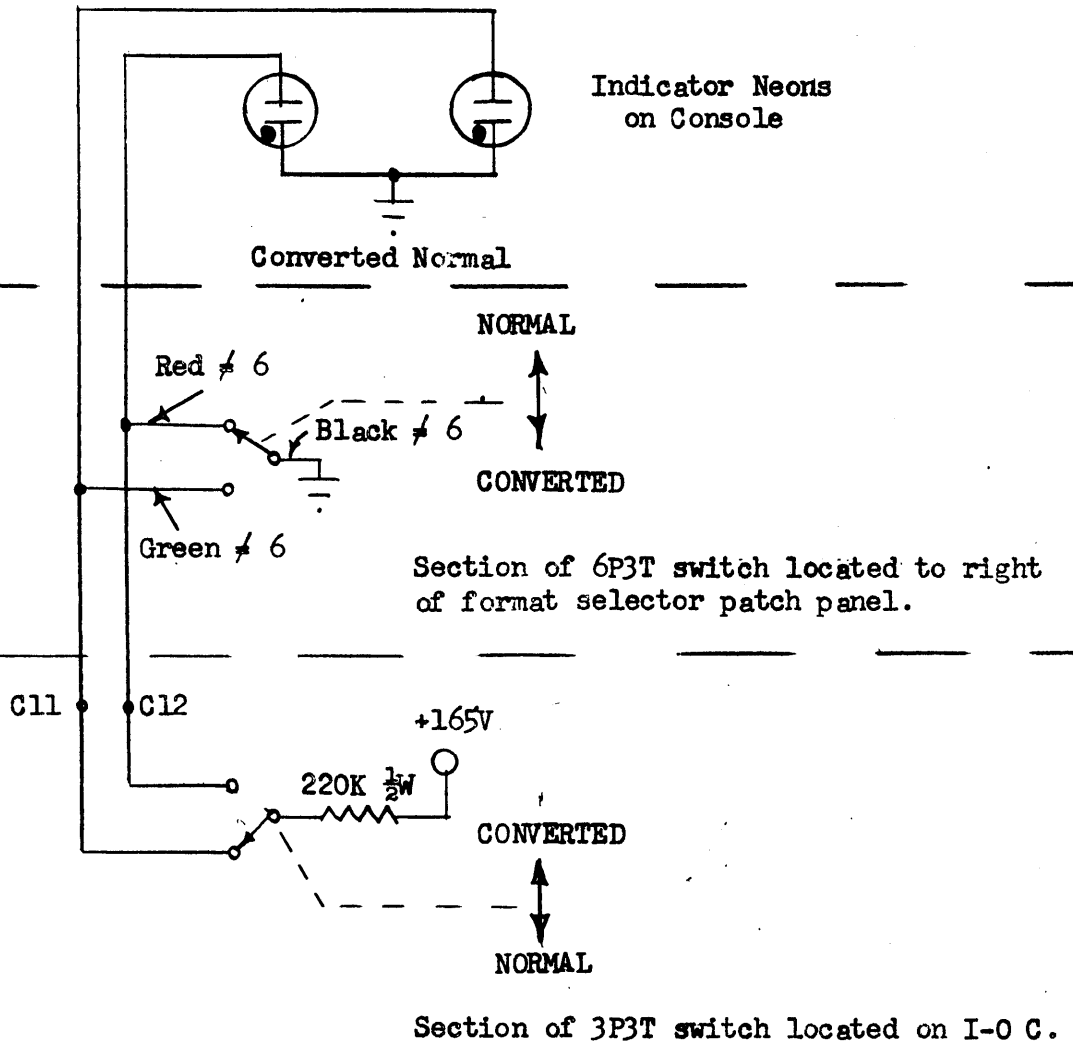 Indicator Neons
on Console
Converted Normal
NORMAL
Red ≠ 6
Black ≠ 6
CONVERTED
Green ≠ 6
Section of 6P3T switch located to right
of format selector patch panel.
C11
C12
+165V
220K ½W
CONVERTED
NORMAL
Section of 3P3T switch located on I-O C.